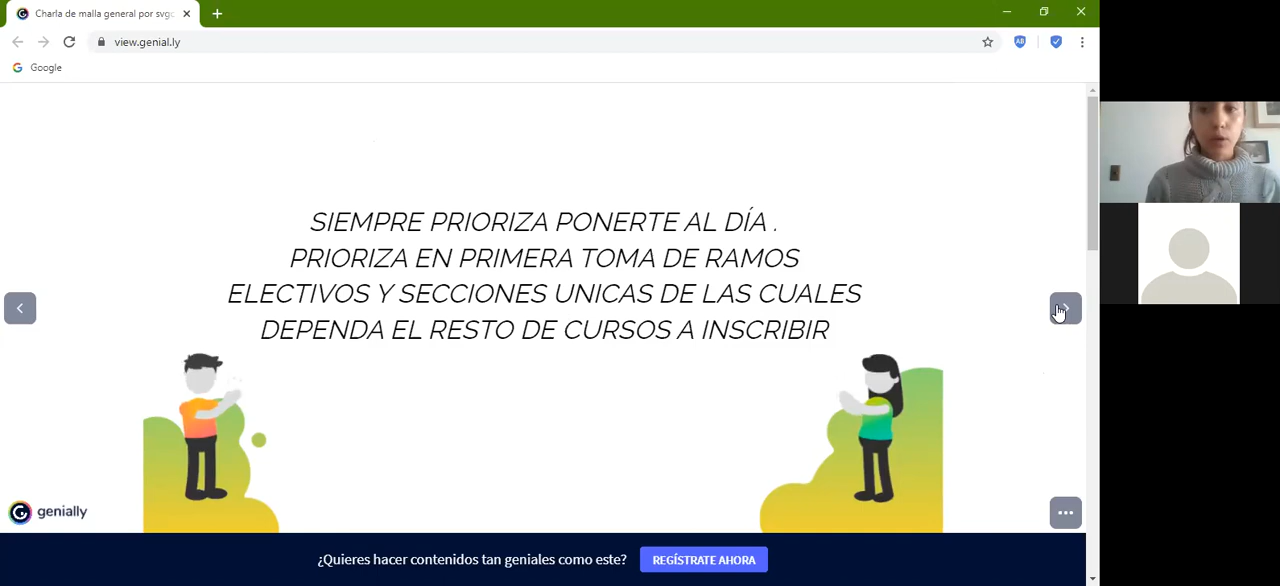 Charla de malla general por svgo
view.genial.ly
Google
SIEMPRE PRIORIZA PONERTE AL DÍA .
PRIORIZA EN PRIMERA TOMA DE RAMOS
ELECTIVOS Y SECCIONES UNICAS DE LAS CUALES
DEPENDA EL RESTO DE CURSOS A INSCRIBIR
genially
¿Quieres hacer contenidos tan geniales como este? REGÍSTRATE AHORA